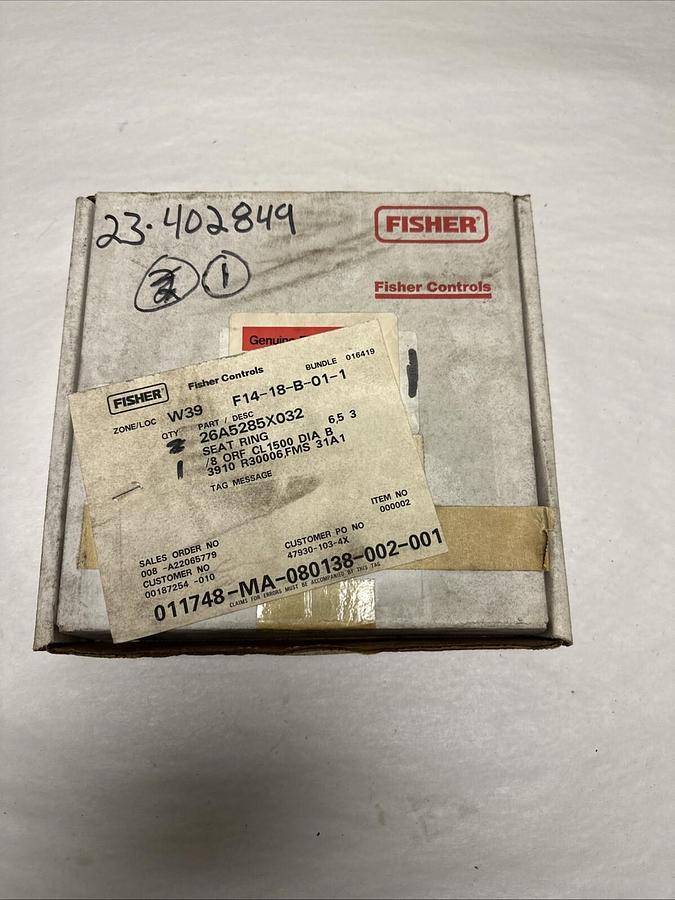 23-402849
1
FISHER
Fisher Controls
Genuine
FISHER
Fisher Controls
BUNDLE 016419
ZONE/LOC W39 F14-18-B-01-1
QTY PART / DESC
26A5285X032
1 SEAT RING 6,5 3
/8 ORF CL1500 DIA B
3910 R30006,FMS 31A1
TAG MESSAGE
ITEM NO
000002
SALES ORDER NO
008 -A22065779
CUSTOMER PO NO
47930-103-4X
CUSTOMER NO
00187254 -010
011748-MA-080138-002-001
CLAIMS FOR ERRORS MUST BE ACCOMPANIED BY THIS TAG